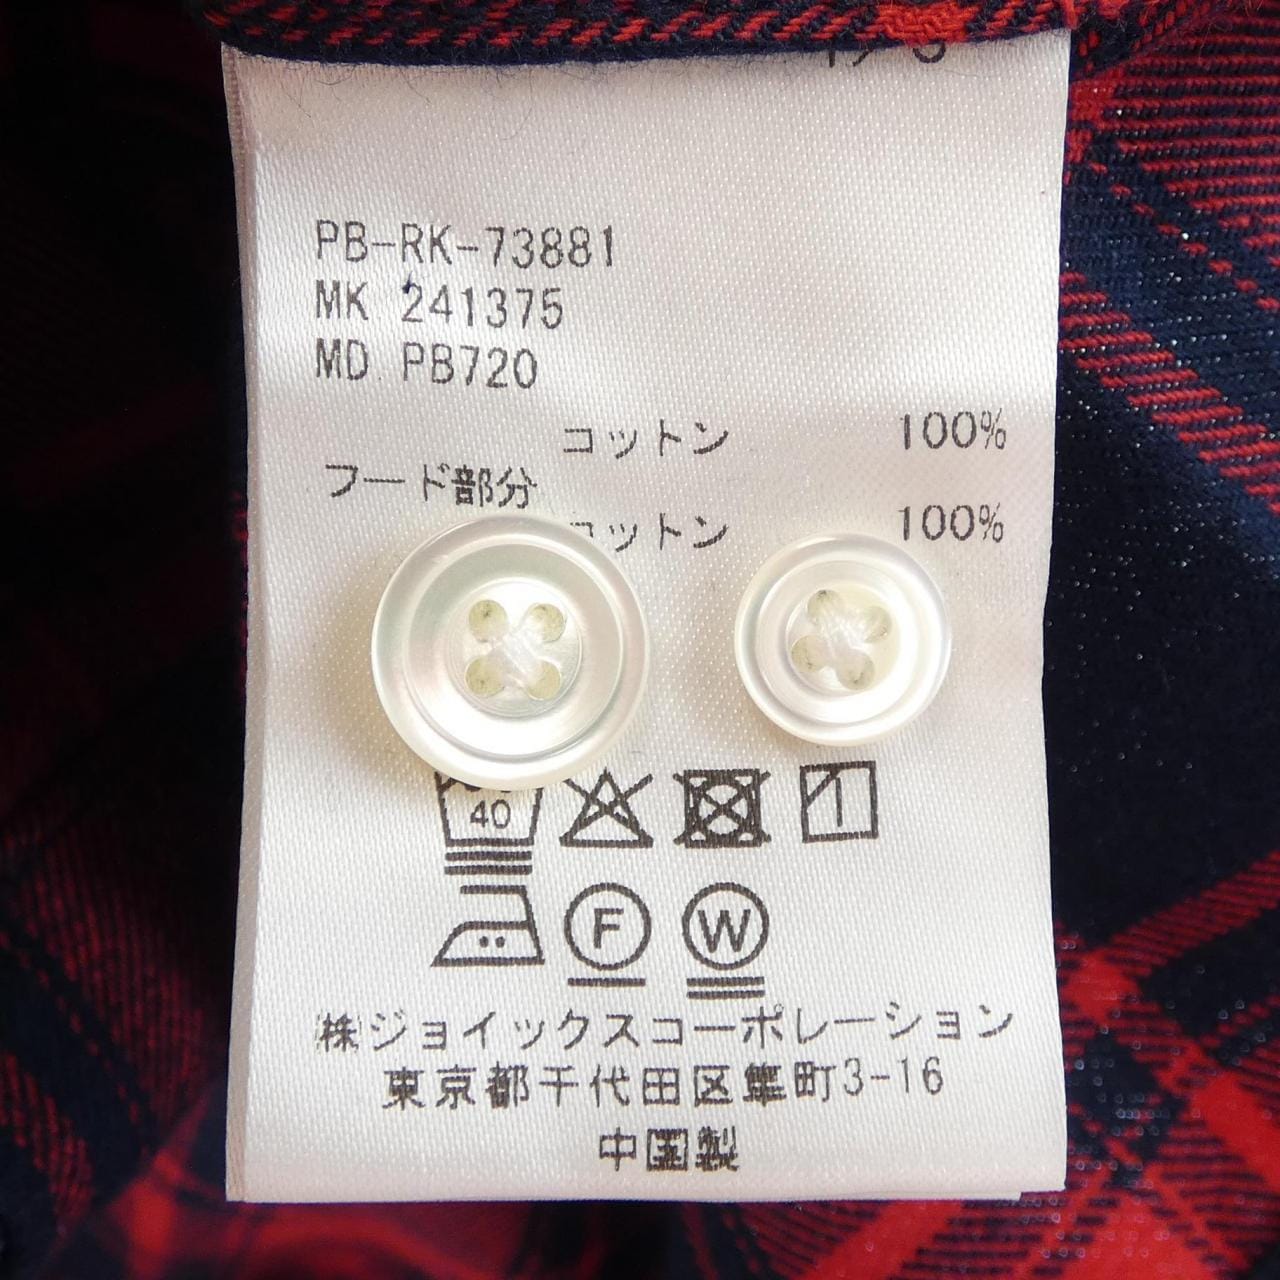 PB-RK-73881
MK 241375
MD PB720
コットン 100%
フード部分
コットン 100%
40
F W
㈱ジョイックスコーポレーション
東京都千代田区隼町3-16
中国製